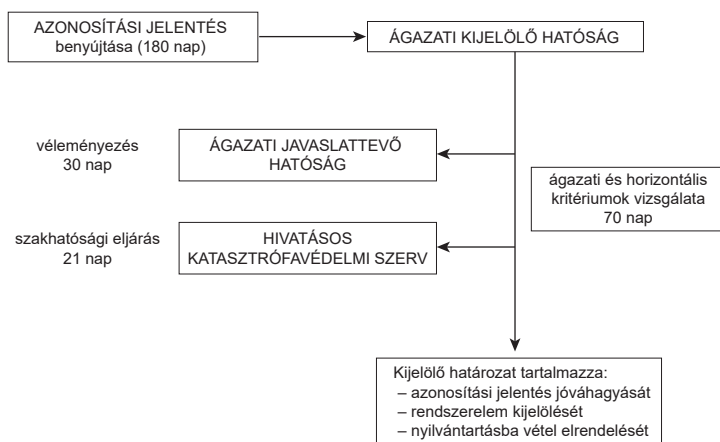 AZONOSÍTÁSI JELENTÉS
benyújtása (180 nap)
ÁGAZATI KIJELÖLŐ HATÓSÁG
véleményezés
30 nap
ÁGAZATI JAVASLATTEVŐ
HATÓSÁG
ágazati és horizontális
kritériumok vizsgálata
70 nap
szakhatósági eljárás
21 nap
HIVATÁSOS
KATASZTRÓFAVÉDELMI SZERV
Kijelölő határozat tartalmazza:
– azonosítási jelentés jóváhagyását
– rendszerelem kijelölését
– nyilvántartásba vétel elrendelését